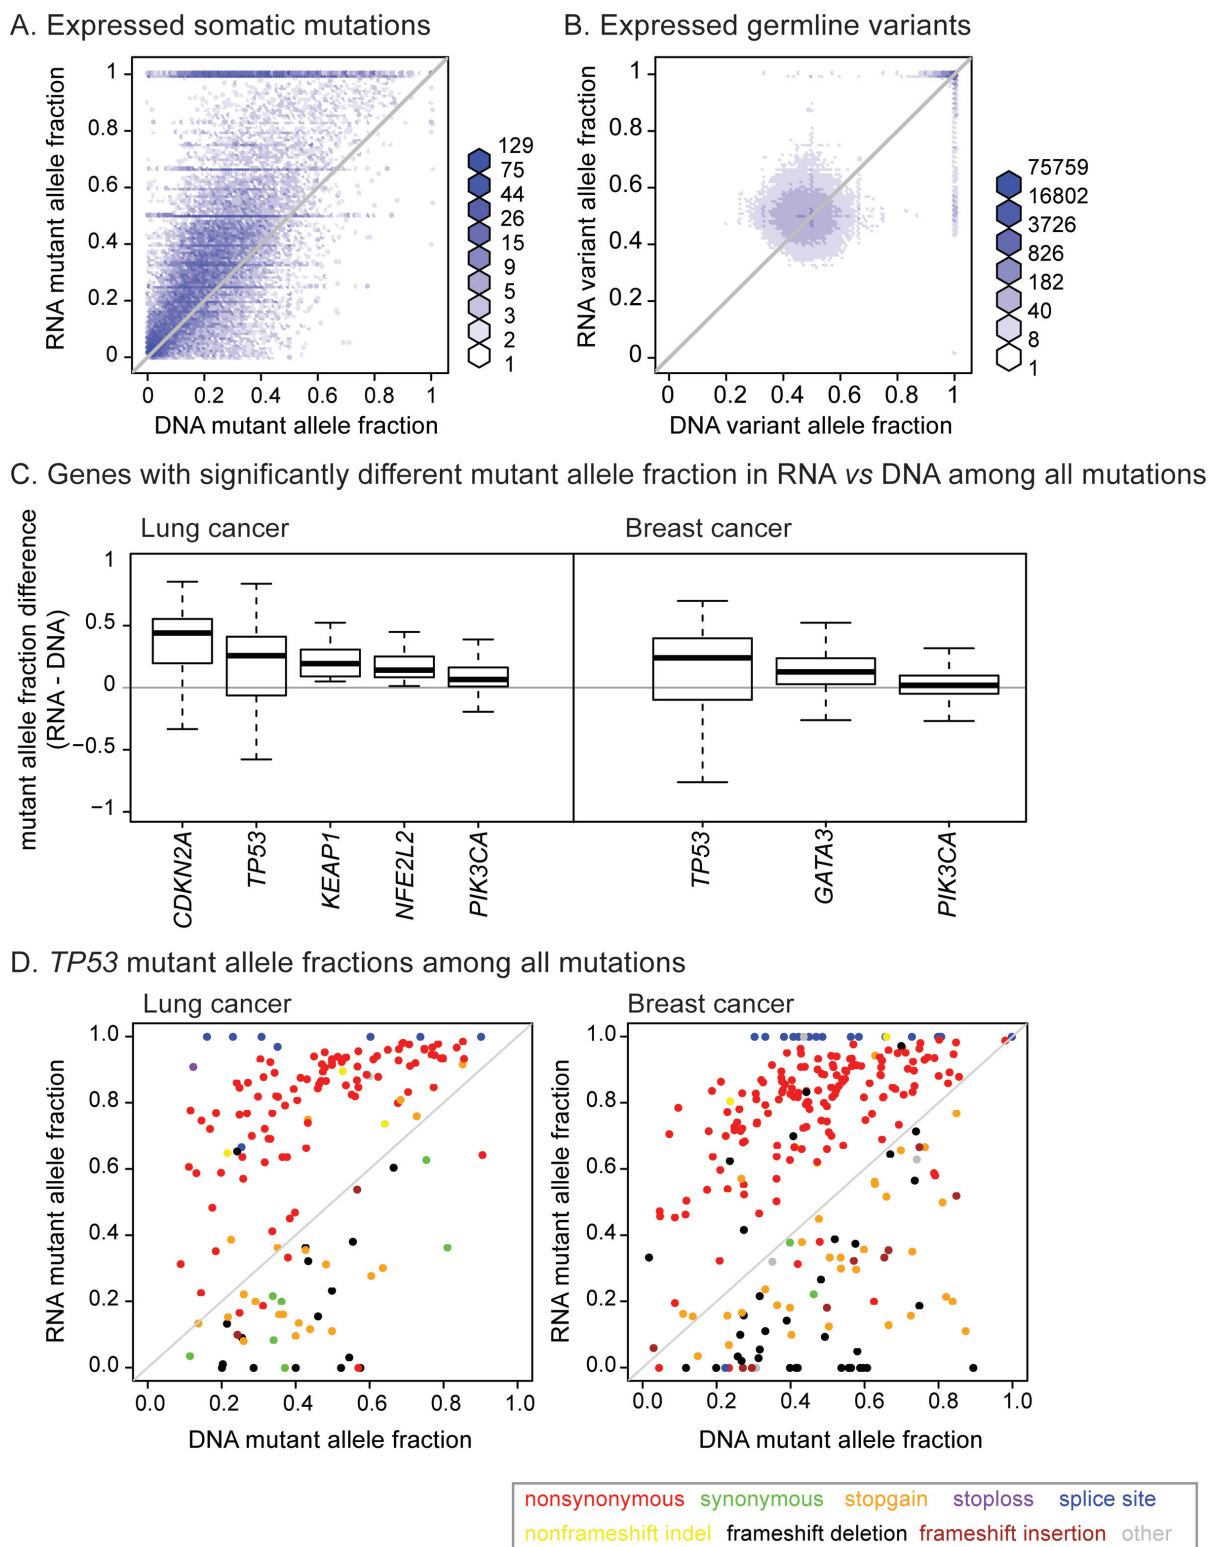 A. Expressed somatic mutations
B. Expressed germline variants
RNA mutant allele fraction
1
0.8
0.6
0.4
0.2
0
0 0.2 0.4 0.6 0.8 1
DNA mutant allele fraction
129
75
44
26
15
9
5
3
2
1
RNA variant allele fraction
1
0.8
0.6
0.4
0.2
0
0 0.2 0.4 0.6 0.8 1
DNA variant allele fraction
75759
16802
3726
826
182
40
8
1
C. Genes with significantly different mutant allele fraction in RNA vs DNA among all mutations
mutant allele fraction difference
(RNA - DNA)
Lung cancer
Breast cancer
1
0.5
0
−0.5
−1
CDKN2A
TP53
KEAP1
NFE2L2
PIK3CA
TP53
GATA3
PIK3CA
D. TP53 mutant allele fractions among all mutations
Lung cancer
RNA mutant allele fraction
1.0
0.8
0.6
0.4
0.2
0.0
0.0 0.2 0.4 0.6 0.8 1.0
DNA mutant allele fraction
Breast cancer
RNA mutant allele fraction
1.0
0.8
0.6
0.4
0.2
0.0
0.0 0.2 0.4 0.6 0.8 1.0
DNA mutant allele fraction
nonsynonymous synonymous stopgain stoploss splice site
nonframeshift indel frameshift deletion frameshift insertion other